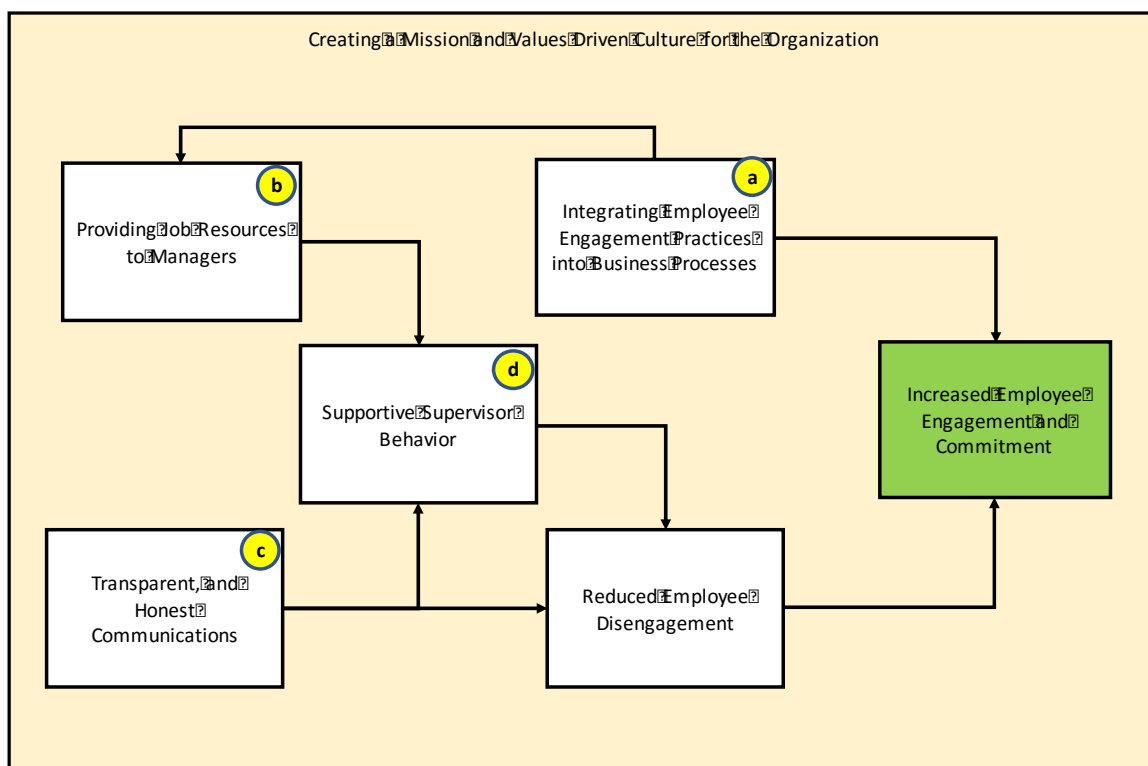 Creating a Mission and Values Driven Culture for the Organization
b
Providing Job Resources
to Managers
a
Integrating Employee
Engagement Practices
into Business Processes
d
Supportive Supervisor
Behavior
Increased Employee
Engagement and
Commitment
c
Transparent, and
Honest
Communications
Reduced Employee
Disengagement